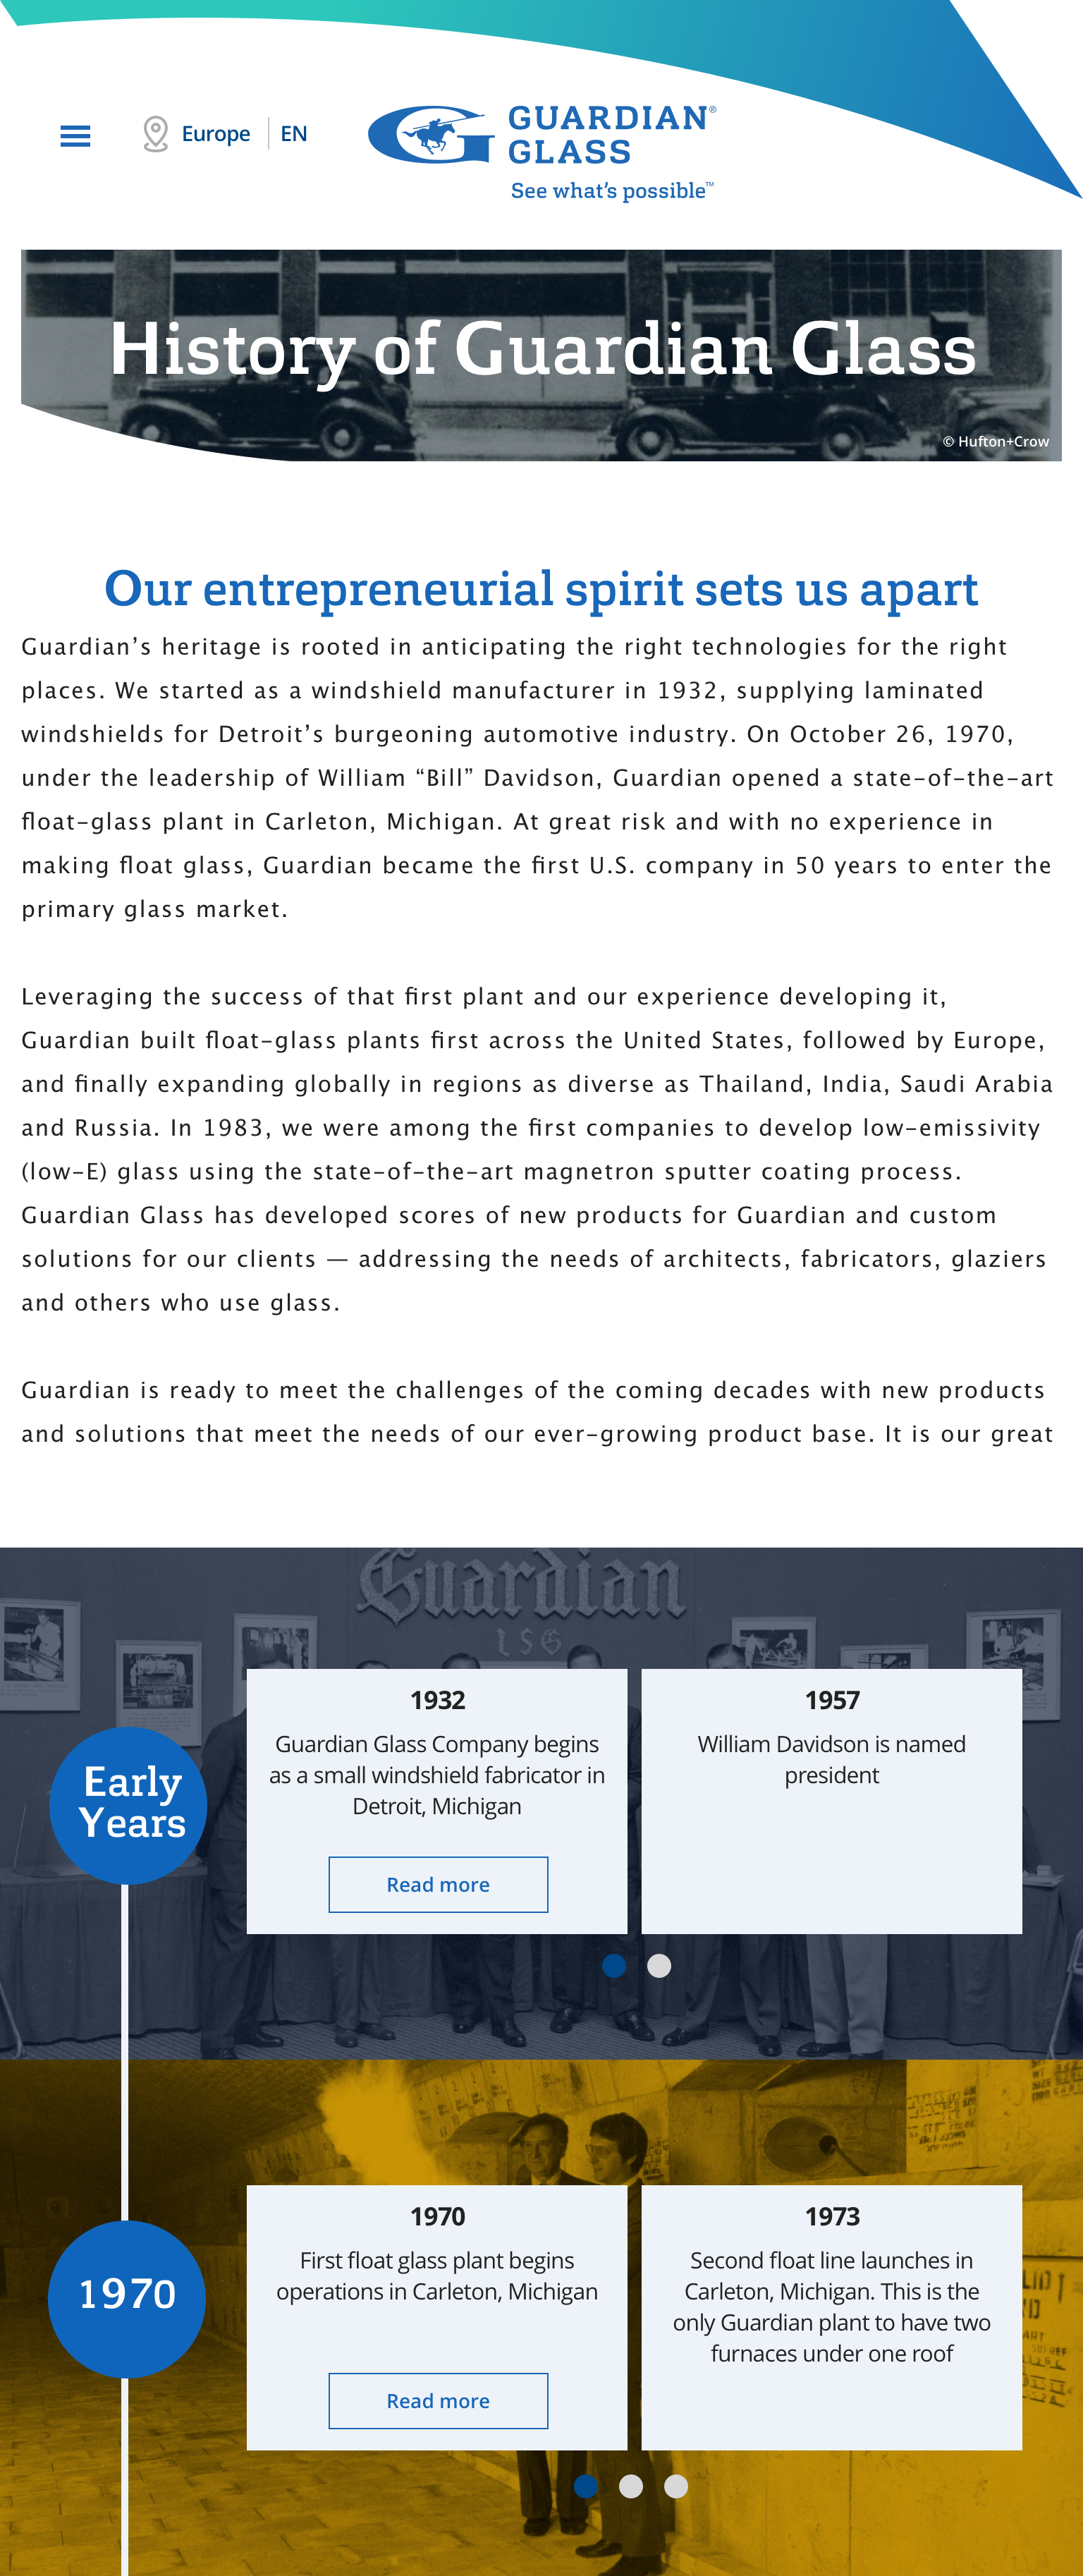 Europe
EN
GUARDIAN®
GLASS
See what's possible™
History of Guardian Glass
© Hufton+Crow
Our entrepreneurial spirit sets us apart
Guardian’s heritage is rooted in anticipating the right technologies for the right
places. We started as a windshield manufacturer in 1932, supplying laminated
windshields for Detroit’s burgeoning automotive industry. On October 26, 1970,
under the leadership of William “Bill” Davidson, Guardian opened a state-of-the-art
float-glass plant in Carleton, Michigan. At great risk and with no experience in
making float glass, Guardian became the first U.S. company in 50 years to enter the
primary glass market.
Leveraging the success of that first plant and our experience developing it,
Guardian built float-glass plants first across the United States, followed by Europe,
and finally expanding globally in regions as diverse as Thailand, India, Saudi Arabia
and Russia. In 1983, we were among the first companies to develop low-emissivity
(low-E) glass using the state-of-the-art magnetron sputter coating process.
Guardian Glass has developed scores of new products for Guardian and custom
solutions for our clients — addressing the needs of architects, fabricators, glaziers
and others who use glass.
Guardian is ready to meet the challenges of the coming decades with new products
and solutions that meet the needs of our ever-growing product base. It is our great
Guardian
LSG
Early
Years
1932
Guardian Glass Company begins
as a small windshield fabricator in
Detroit, Michigan
Read more
1957
William Davidson is named
president
1970
1970
First float glass plant begins
operations in Carleton, Michigan
Read more
1973
Second float line launches in
Carleton, Michigan. This is the
only Guardian plant to have two
furnaces under one roof